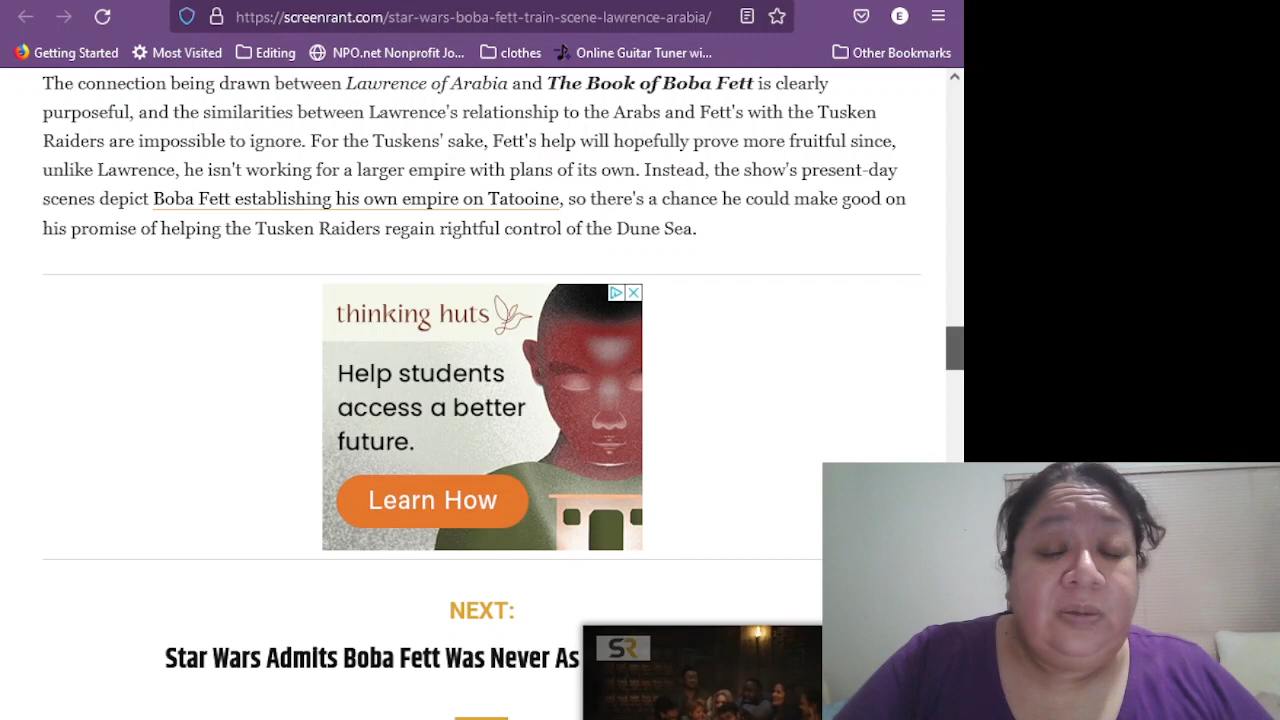 https://screenrant.com/star-wars-boba-fett-train-scene-lawrence-arabia/
E
Getting Started
Most Visited
Editing
NPO.net Nonprofit Jo...
clothes
Online Guitar Tuner wi...
Other Bookmarks
The connection being drawn between Lawrence of Arabia and The Book of Boba Fett is clearly
purposeful, and the similarities between Lawrence's relationship to the Arabs and Fett's with the Tusken
Raiders are impossible to ignore. For the Tuskens' sake, Fett's help will hopefully prove more fruitful since,
unlike Lawrence, he isn't working for a larger empire with plans of its own. Instead, the show's present-day
scenes depict Boba Fett establishing his own empire on Tatooine, so there's a chance he could make good on
his promise of helping the Tusken Raiders regain rightful control of the Dune Sea.
thinking huts
Help students
access a better
future.
Learn How
NEXT:
Star Wars Admits Boba Fett Was Never As
SR